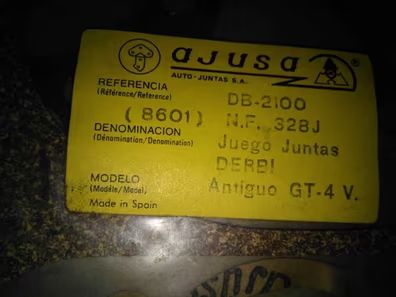 ajusa ®
AUTO-JUNTAS S.A.
REFERENCIA DB-2100
(Référence/Reference)
(8601) N.F. 328J
DENOMINACION Juego Juntas
(Dénomination/Denomination)
DERBI
MODELO Antiguo GT-4 V.
(Modèle/Model)
Made in Spain